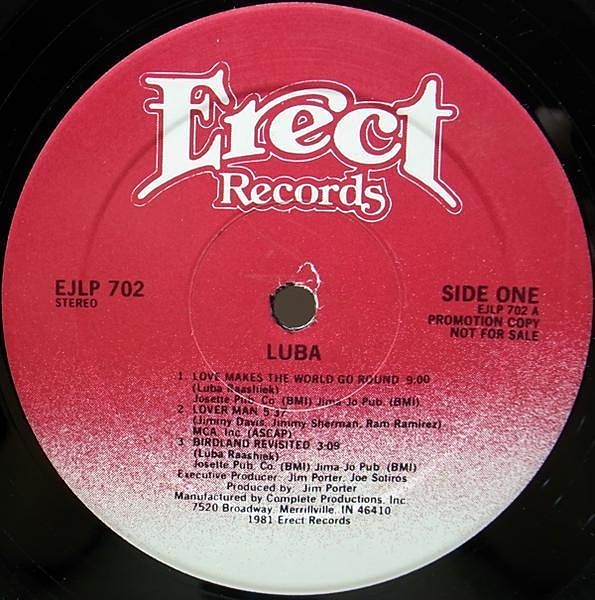 Erect
Records
EJLP 702
STEREO
SIDE ONE
EJLP 702 A
PROMOTION COPY
NOT FOR SALE
LUBA
1. LOVE MAKES THE WORLD GO ROUND 9:00
(Luba Raashiek)
Josette Pub. Co. (BMI) Jima-Jo Pub. (BMI)
2. LOVER MAN 5:37
(Jimmy Davis, Jimmy Sherman, Ram Ramirez)
MCA, Inc. (ASCAP)
3. BIRDLAND REVISITED 3:09
(Luba Raashiek)
Josette Pub. Co. (BMI) Jima-Jo Pub. (BMI)
Executive Producer: Jim Porter, Joe Soliros
Produced by: Jim Porter
Manufactured by Complete Productions, Inc.
7520 Broadway, Merrillville, IN 46410
1981 Erect Records